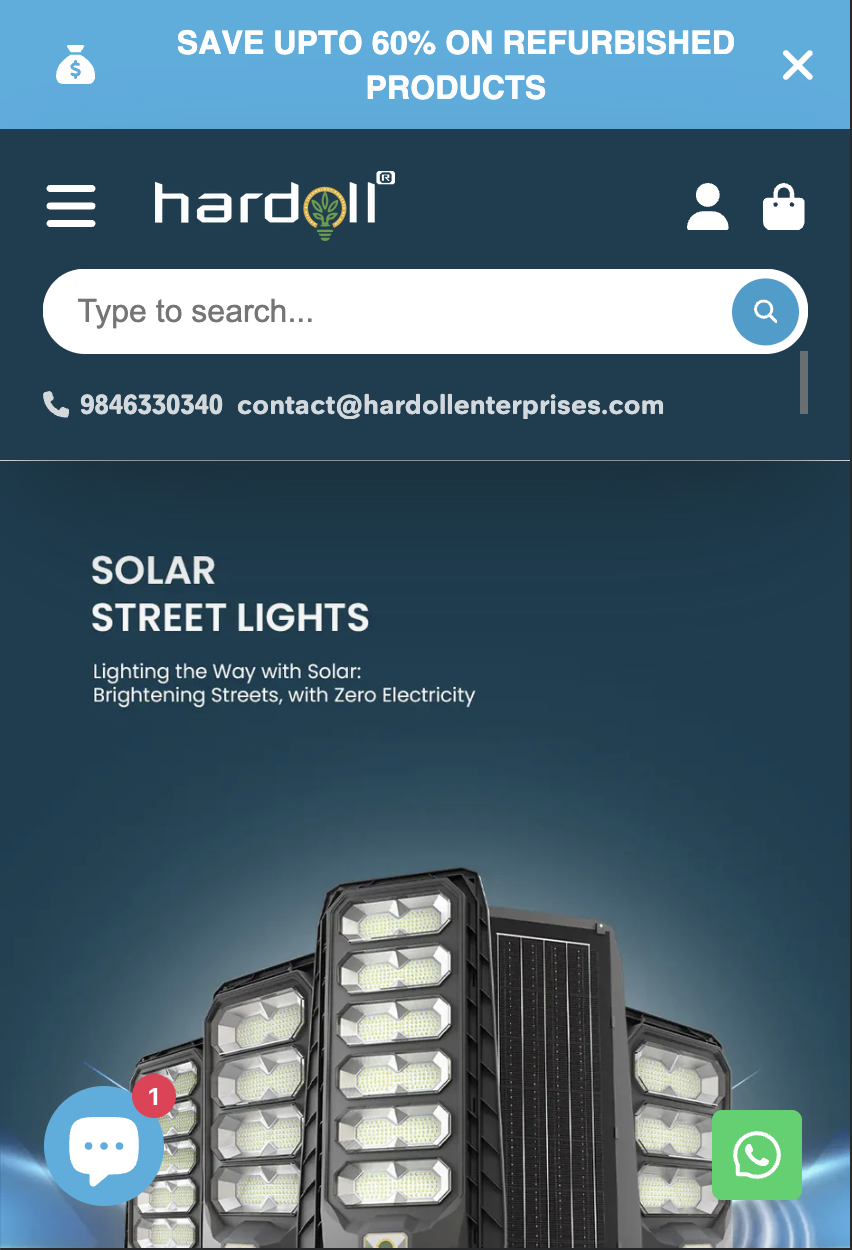 SAVE UPTO 60% ON REFURBISHED
PRODUCTS
hardoll®
Type to search...
9846330340 contact@hardollenterprises.com
SOLAR
STREET LIGHTS
Lighting the Way with Solar:
Brightening Streets, with Zero Electricity
1